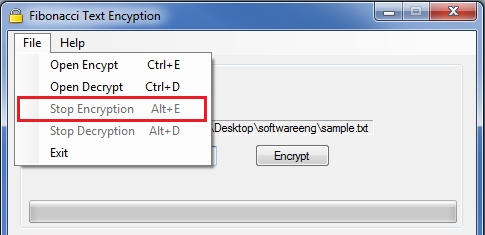 Fibonacci Text Encyption
File Help
Open Encypt Ctrl+E
Open Decrypt Ctrl+D
Stop Encryption Alt+E
Stop Decryption Alt+D
Exit
\Desktop\softwareeng\sample.txt
Encrypt